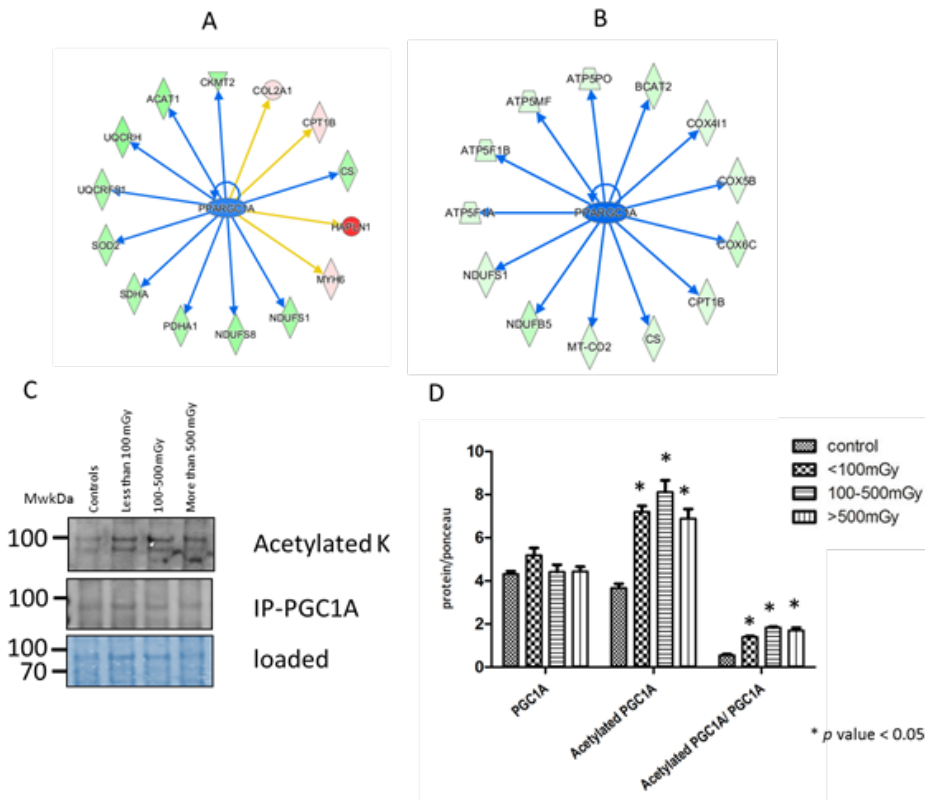 A
CKMT2
COL2A1
ACAT1
CPT1B
UQCRH
CS
UQCRFS1
PPARGC1A
HAPLN1
SOD2
MYH6
SDHA
PDHA1
NDUFS8
NDUFS1
B
ATP5PO
BCAT2
ATP5MF
COX4I1
ATP5F1B
COX5B
ATP5F1A
PPARGC1A
COX6C
NDUFS1
CPT1B
NDUFB5
MT-CO2
CS
C
Controls
Less than 100 mGy
100-500mGy
More than 500 mGy
MwkDa
100
Acetylated K
100
IP-PGC1A
100
70
loaded
D
10
8
6
4
2
0
protein/ponceau
* * *
* * *
PGC1A
Acetylated PGC1A
Acetylated PGC1A/ PGC1A
control
<100mGy
100-500mGy
>500mGy
* p value < 0.05